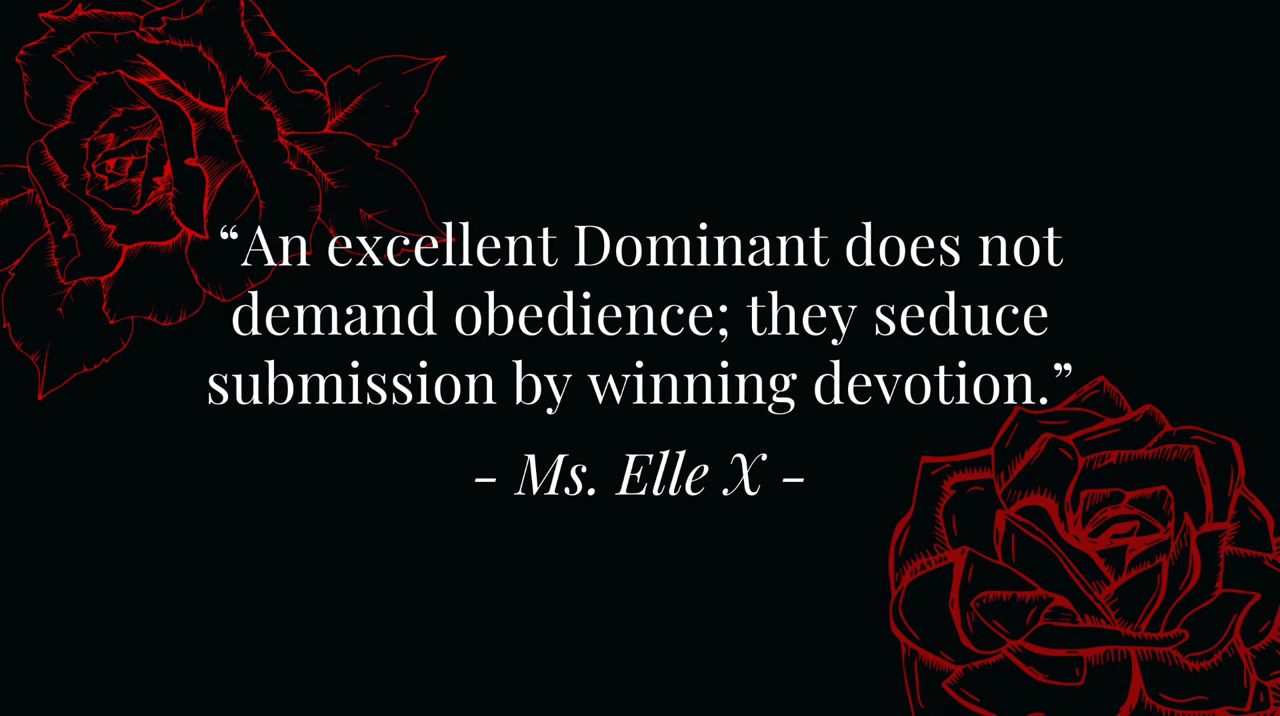 “An excellent Dominant does not
demand obedience; they seduce
submission by winning devotion.”
– Ms. Elle X –